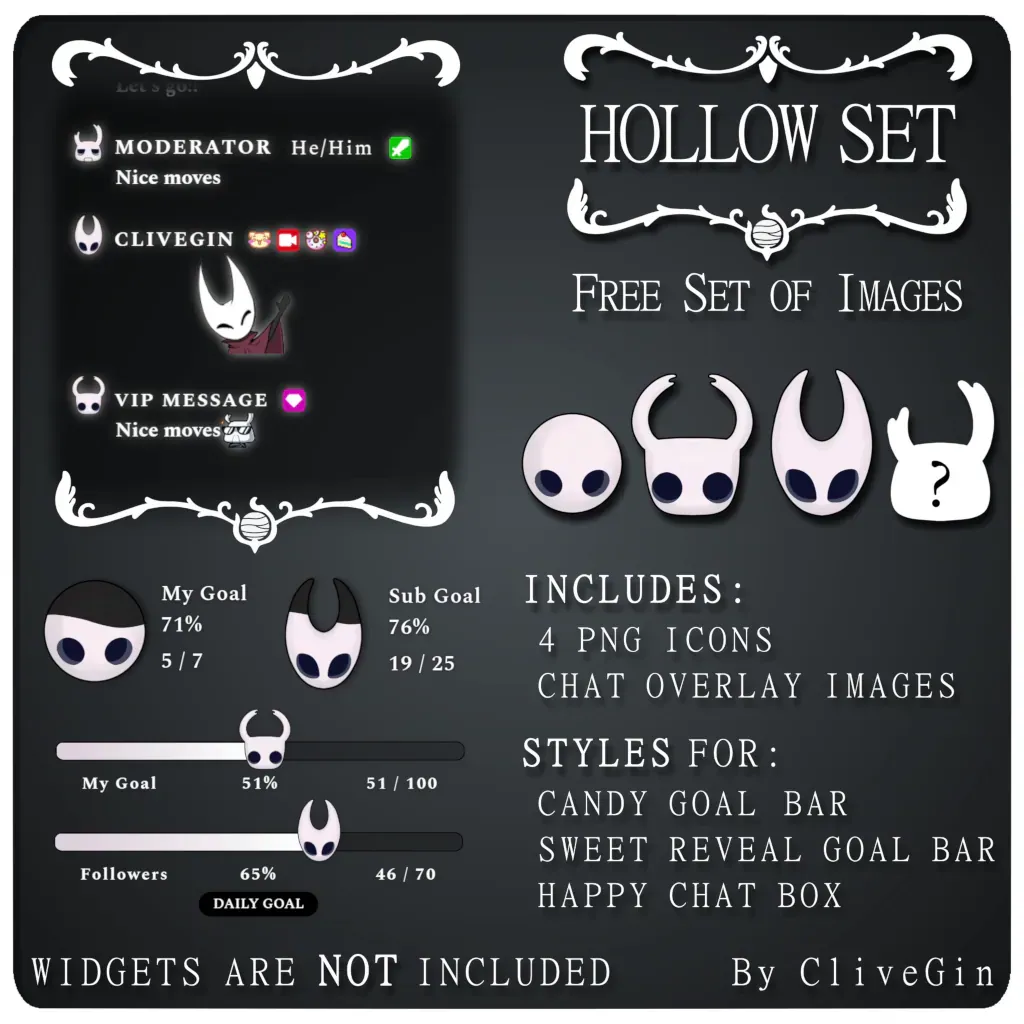 Let's go..
MODERATOR He/Him
Nice moves
CLIVEGIN
VIP MESSAGE
Nice moves
HOLLOW SET
FREE SET OF IMAGES
?
My Goal
71%
5 / 7
Sub Goal
76%
19 / 25
My Goal 51% 51 / 100
Followers 65% 46 / 70
DAILY GOAL
INCLUDES:
4 PNG ICONS
CHAT OVERLAY IMAGES
STYLES FOR:
CANDY GOAL BAR
SWEET REVEAL GOAL BAR
HAPPY CHAT BOX
WIDGETS ARE NOT INCLUDED
By CliveGin